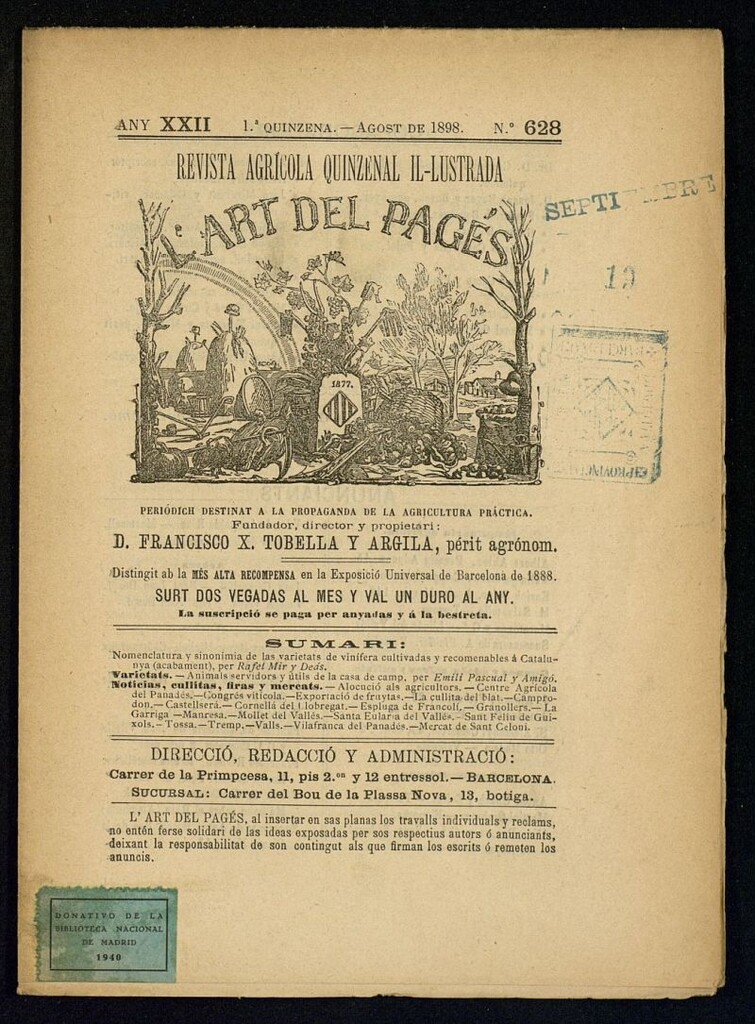 ANY XXII 1.ª QUINZENA. — AGOST DE 1898. N.º 628
REVISTA AGRÍCOLA QUINZENAL IL-LUSTRADA
L'ART DEL PAGÉS
SEPTIEMBRE
19
1877.
PERIÓDICH DESTINAT A LA PROPAGANDA DE LA AGRICULTURA PRÁCTICA.
Fundador, director y propietari:
D. FRANCISCO X. TOBELLA Y ARGILA, périt agrónom.
Distingit ab la MÉS ALTA RECOMPENSA en la Exposició Universal de Barcelona de 1888.
SURT DOS VEGADAS AL MES Y VAL UN DURO AL ANY.
La suscripció se paga per anyadas y á la bestreta.
SUMARI:
Nomenclatura y sinonimia de las varietats de vinífera cultivadas y recomenables á Catalu-
nya (acabament), per Rafel Mir y Deás.
Varietats. — Animals servidors y útils de la casa de camp, per Emili Pascual y Amigó.
Noticias, cullitas, firas y mercats. — Alocució als agricultors. — Centre Agrícola
del Panadés. — Congrés vitícola. — Exportació de fruytas. — La cullita del blat. — Campro-
don. — Castellserá. — Cornellá del Llobregat. — Espluga de Francolí. — Granollers. — La
Garriga — Manresa. — Mollet del Vallés. — Santa Eularia del Vallés. - Sant Feliu de Gui-
xols. — Tossa. — Tremp. — Valls. — Vilafranca del Panadés. — Mercat de Sant Celoni.
DIRECCIÓ, REDACCIÓ Y ADMINISTRACIÓ:
Carrer de la Primpcesa, 11, pis 2.on y 12 entressol. — BARCELONA.
SUCURSAL: Carrer del Bou de la Plassa Nova, 13, botiga.
L' ART DEL PAGÉS, al insertar en sas planas los travalls individuals y reclams,
no entén ferse solidari de las ideas exposadas per sos respectius autors ó anunciants,
deixant la responsabilitat de son contingut als que firman los escrits ó remeten los
anuncis.
DONATIVO DE LA
BIBLIOTECA NACIONAL
DE MADRID
1940